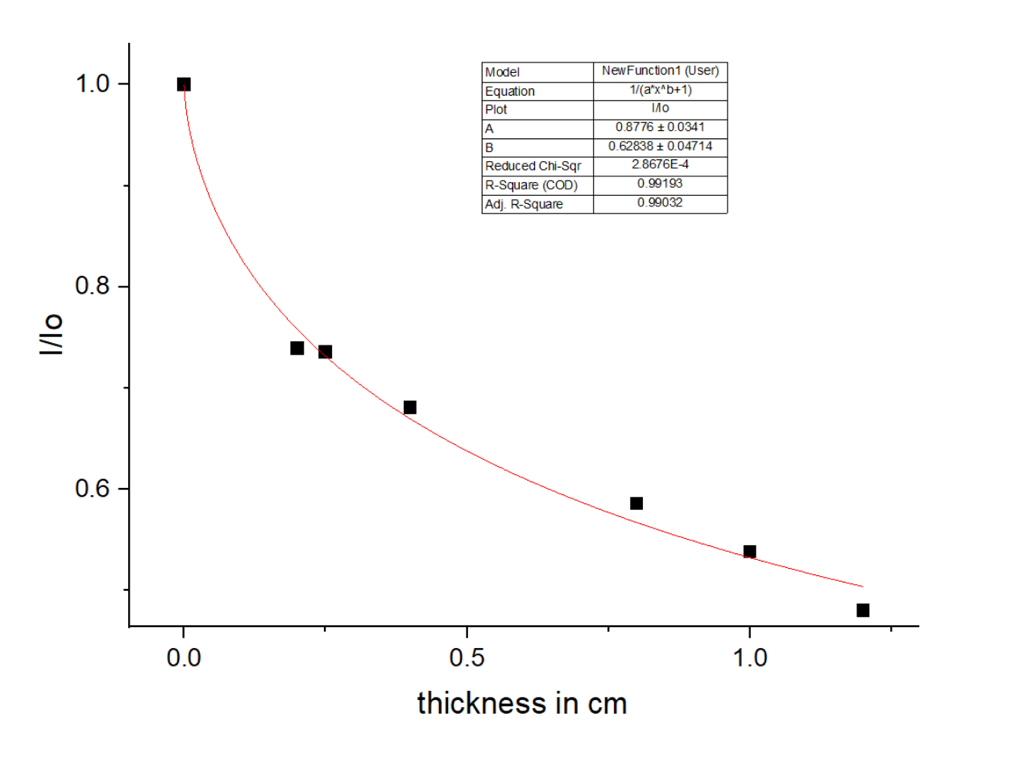 Model NewFunction1 (User)
Equation 1/(a*x^b+1)
Plot I/Io
A 0.8776 ± 0.0341
B 0.62838 ± 0.04714
Reduced Chi-Sqr 2.8676E-4
R-Square (COD) 0.99193
Adj. R-Square 0.99032
1.0
0.8
0.6
I/Io
0.0 0.5 1.0
thickness in cm